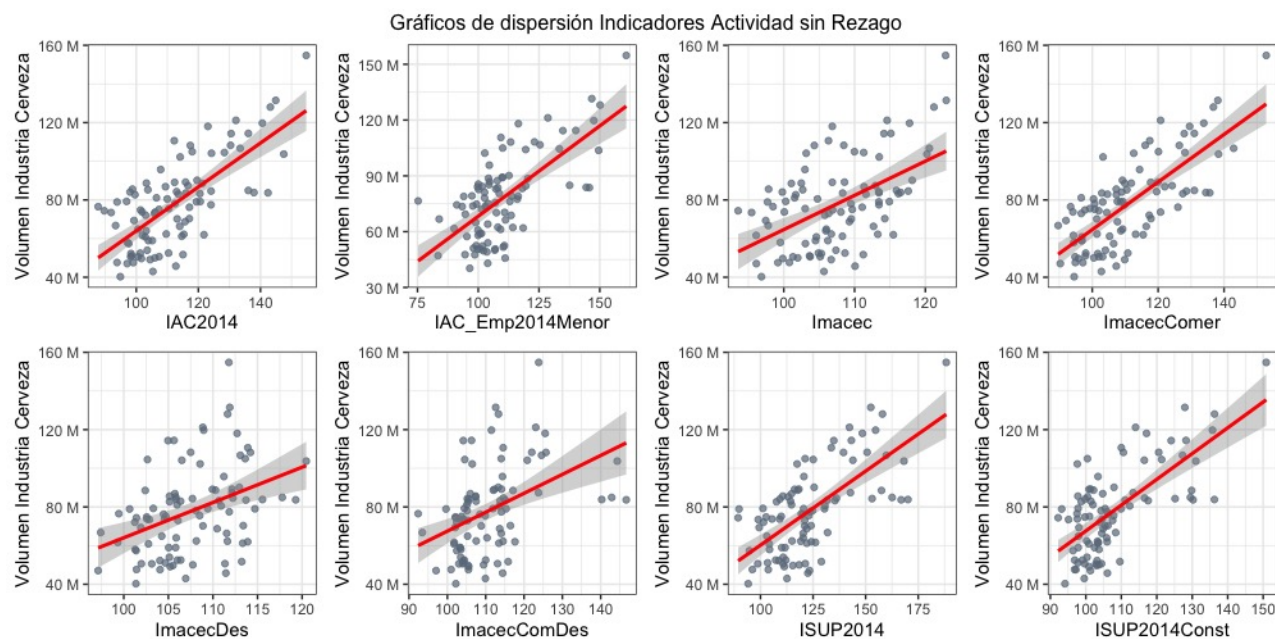 Gráficos de dispersión Indicadores Actividad sin Rezago
Volumen Industria Cerveza
160 M
120 M
80 M
40 M
100 120 140
IAC2014
Volumen Industria Cerveza
150 M
120 M
90 M
60 M
30 M
75 100 125 150
IAC_Emp2014Menor
Volumen Industria Cerveza
160 M
120 M
80 M
40 M
100 110 120
Imacec
Volumen Industria Cerveza
160 M
120 M
80 M
40 M
100 120 140
ImacecComer
Volumen Industria Cerveza
160 M
120 M
80 M
40 M
100 105 110 115 120
ImacecDes
Volumen Industria Cerveza
160 M
120 M
80 M
40 M
90 100 110 120 130 140
ImacecComDes
Volumen Industria Cerveza
160 M
120 M
80 M
40 M
100 125 150 175
ISUP2014
Volumen Industria Cerveza
160 M
120 M
80 M
40 M
90 100 110 120 130 140 150
ISUP2014Const